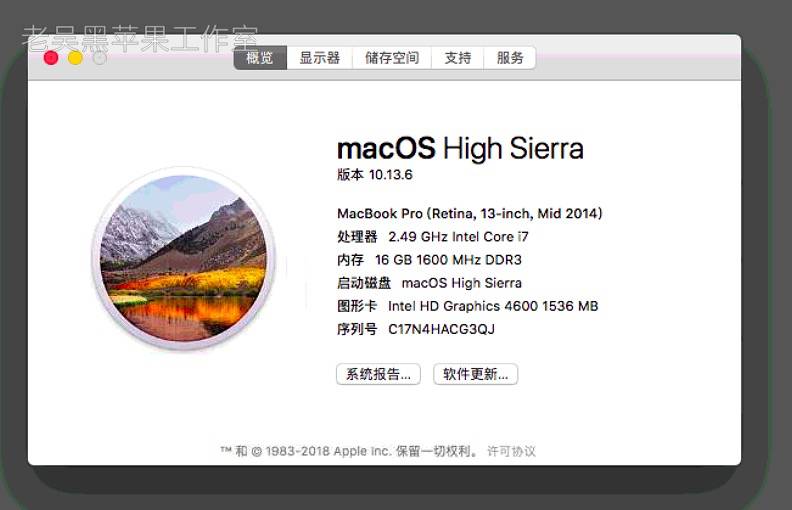 老吴黑苹果工作室
概览 显示器 储存空间 支持 服务
macOS High Sierra
版本 10.13.6
MacBook Pro (Retina, 13-inch, Mid 2014)
处理器 2.49 GHz Intel Core i7
内存 16 GB 1600 MHz DDR3
启动磁盘 macOS High Sierra
图形卡 Intel HD Graphics 4600 1536 MB
序列号 C17N4HACG3QJ
系统报告... 软件更新...
™ 和 © 1983-2018 Apple Inc. 保留一切权利。 许可协议